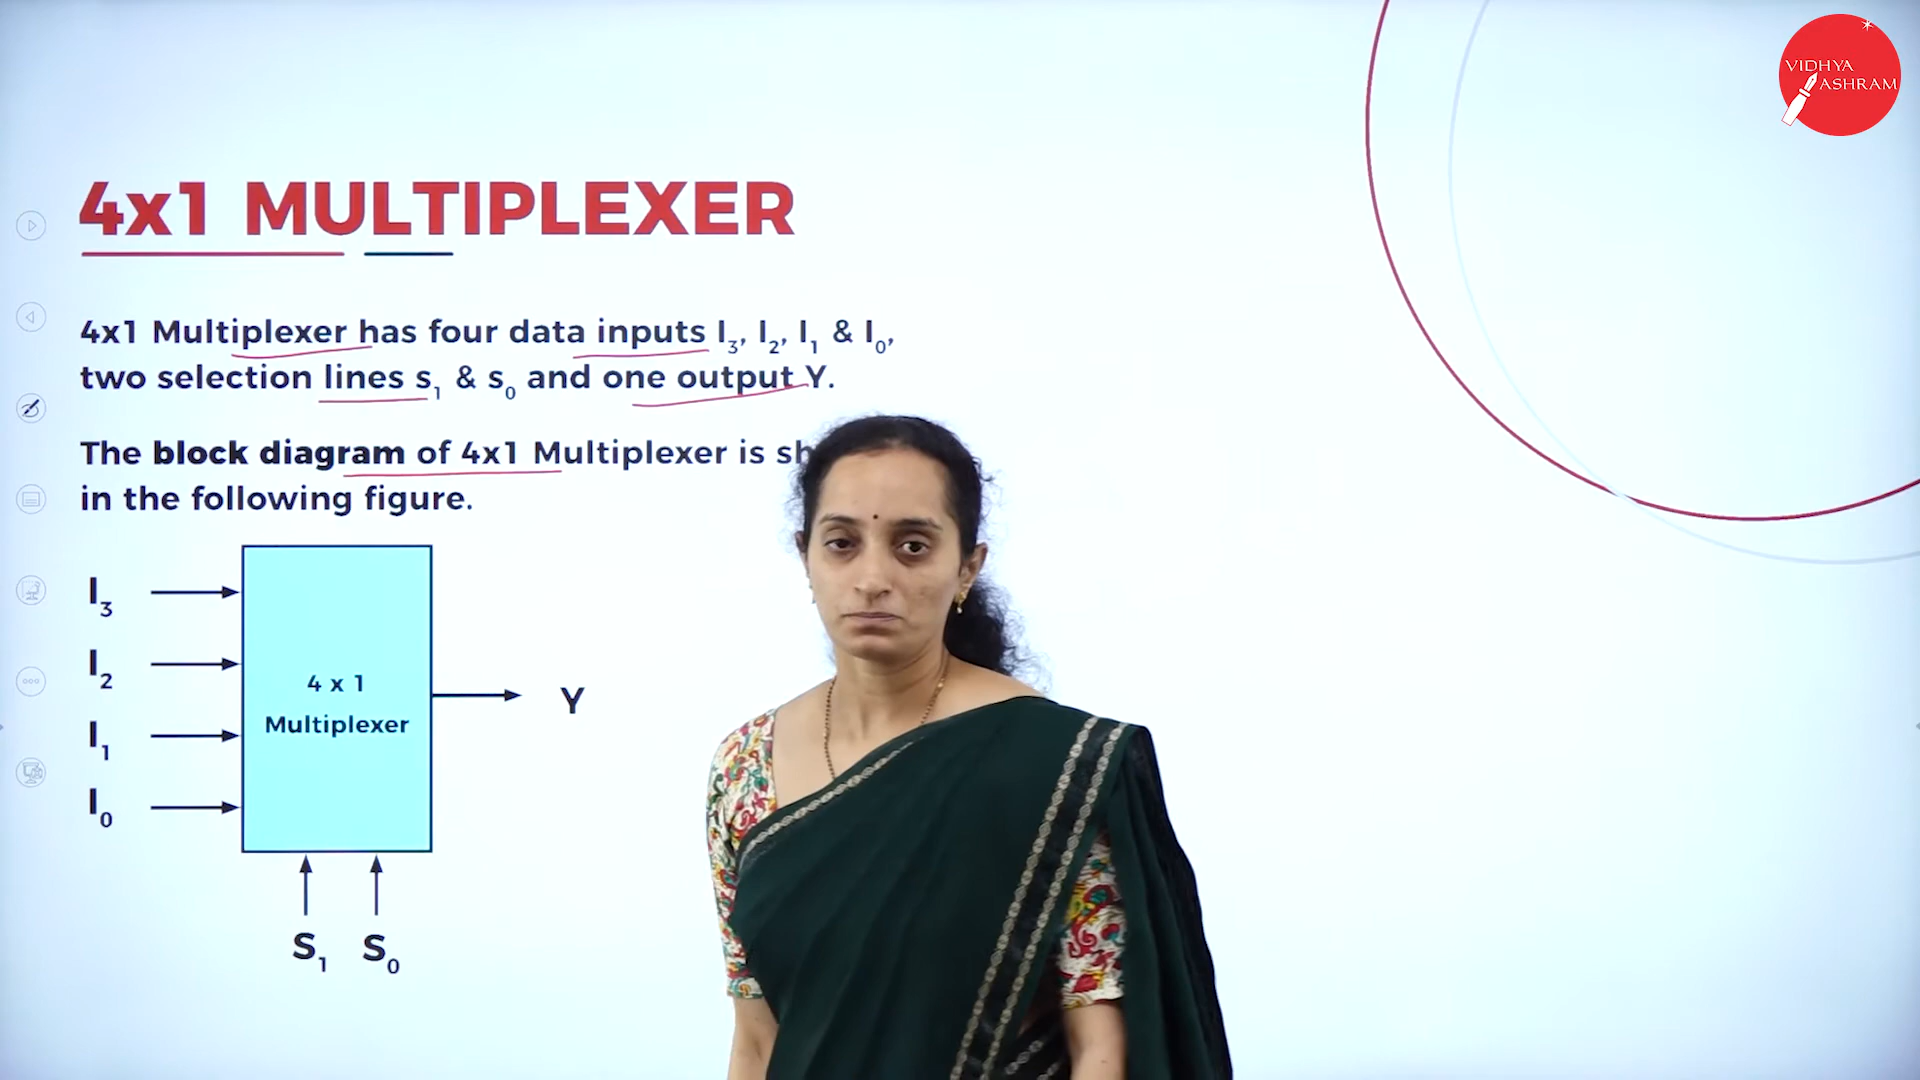 VIDHYA
ASHRAM
4x1 MULTIPLEXER
4x1 Multiplexer has four data inputs I3, I2, I1 & I0,
two selection lines s1 & s0 and one output Y.
The block diagram of 4x1 Multiplexer is
in the following figure.
I3
I2
I1
I0
4 x 1
Multiplexer
Y
S1 S0